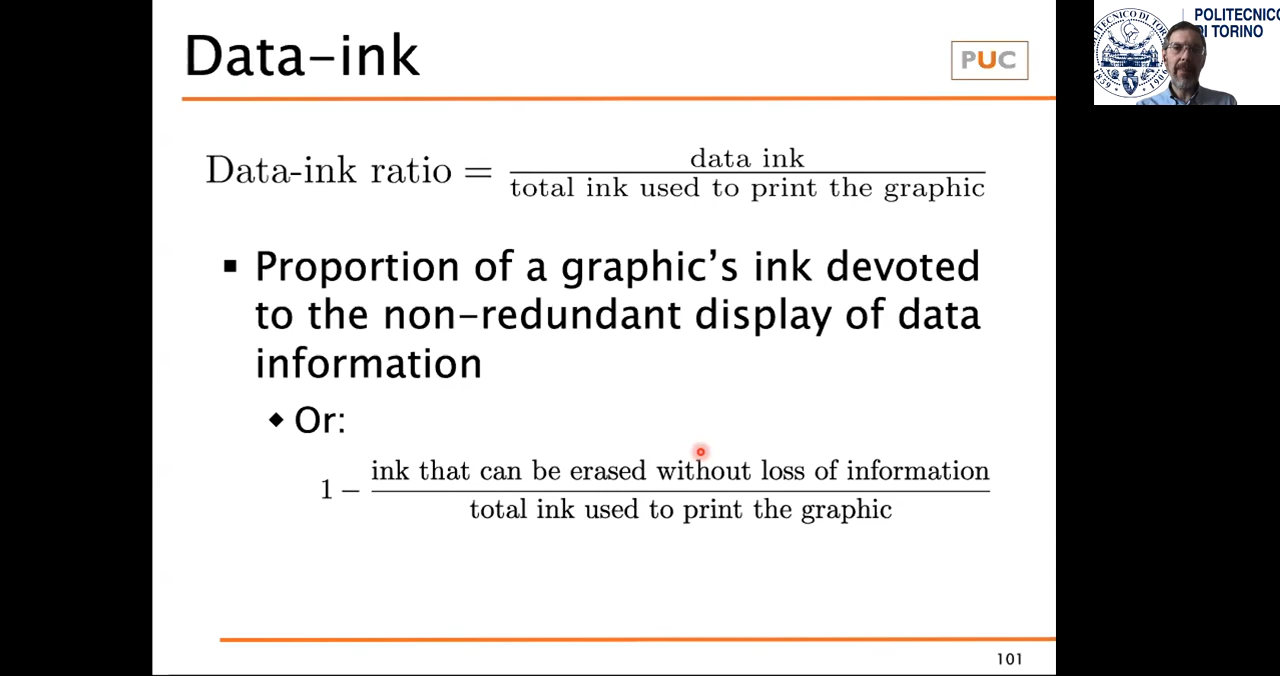 Data-ink
PUC
POLITECNICO
DI TORINO
1859
1906
Data-ink ratio = data ink
total ink used to print the graphic
▪ Proportion of a graphic's ink devoted
to the non-redundant display of data
information
◆ Or:
1 − ink that can be erased without loss of information
total ink used to print the graphic
101